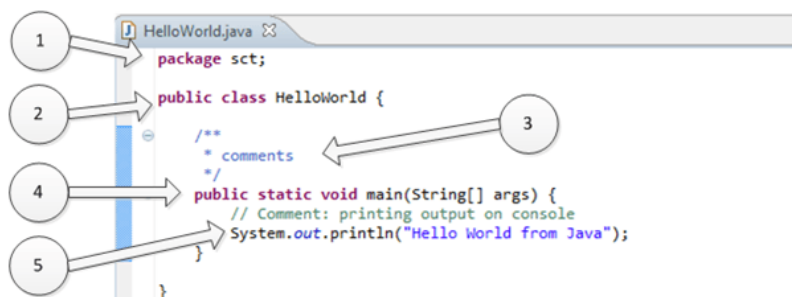 HelloWorld.java
1
package sct;
2
public class HelloWorld {
3
/**
* comments
*/
4
public static void main(String[] args) {
// Comment: printing output on console
5
System.out.println("Hello World from Java");
}
}